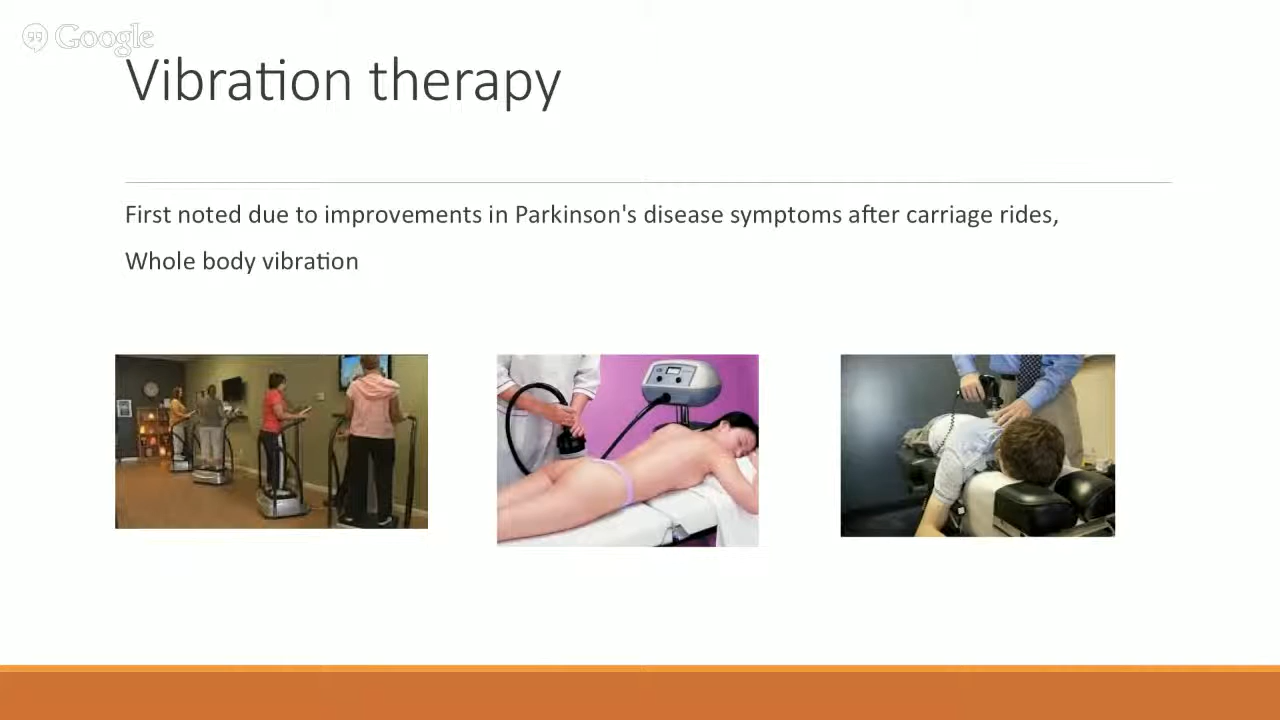 Google
Vibration therapy
First noted due to improvements in Parkinson's disease symptoms after carriage rides,
Whole body vibration